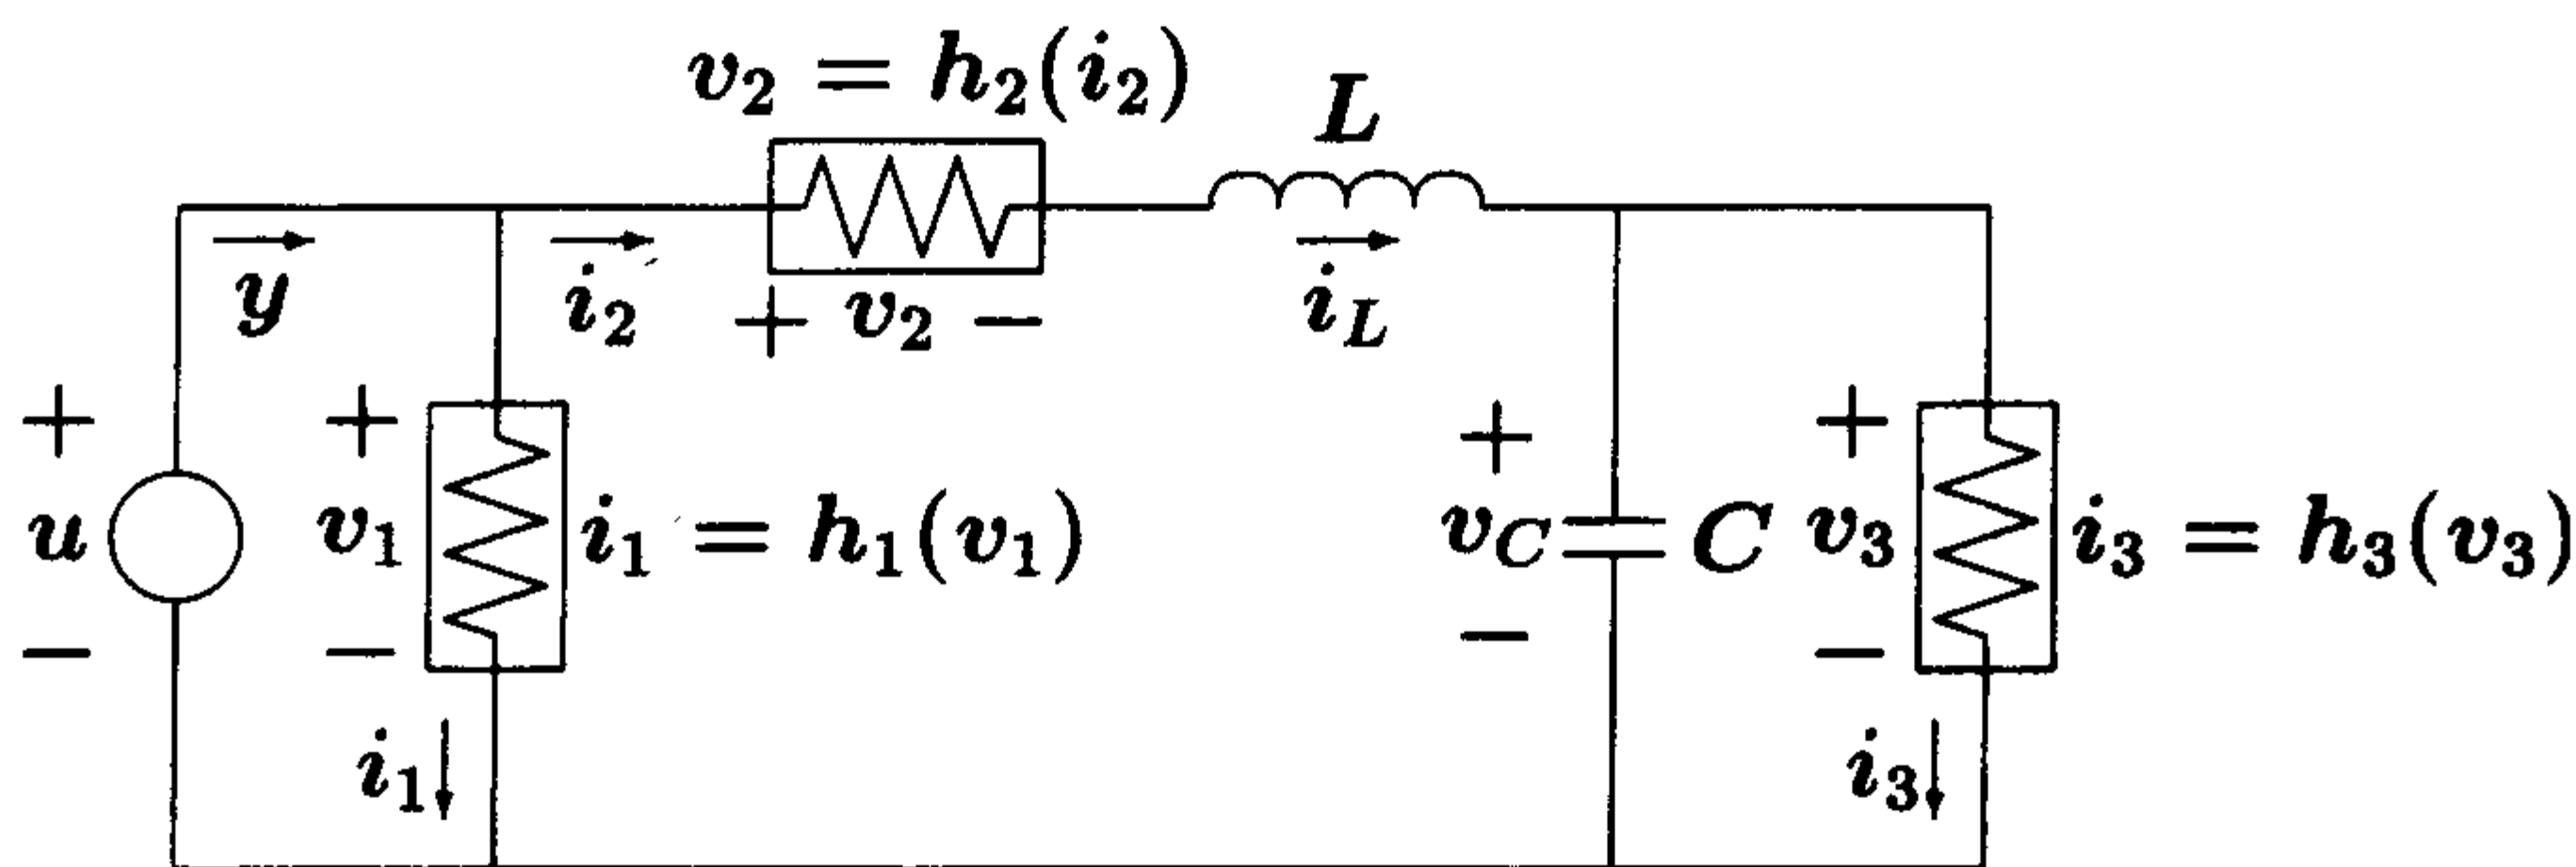 v₂ = h₂(i₂)
L
y
i₂
+ v₂ −
i_L
+
u
−
+
v₁
−
i₁ = h₁(v₁)
i₁
+
v_C
−
C
+
v₃
−
i₃ = h₃(v₃)
i₃